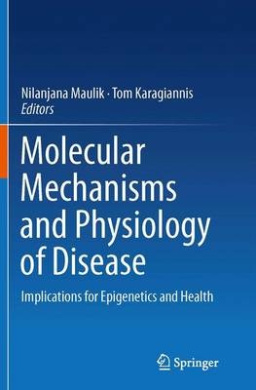 Nilanjana Maulik · Tom Karagiannis
Editors
Molecular
Mechanisms
and Physiology
of Disease
Implications for Epigenetics and Health
Springer